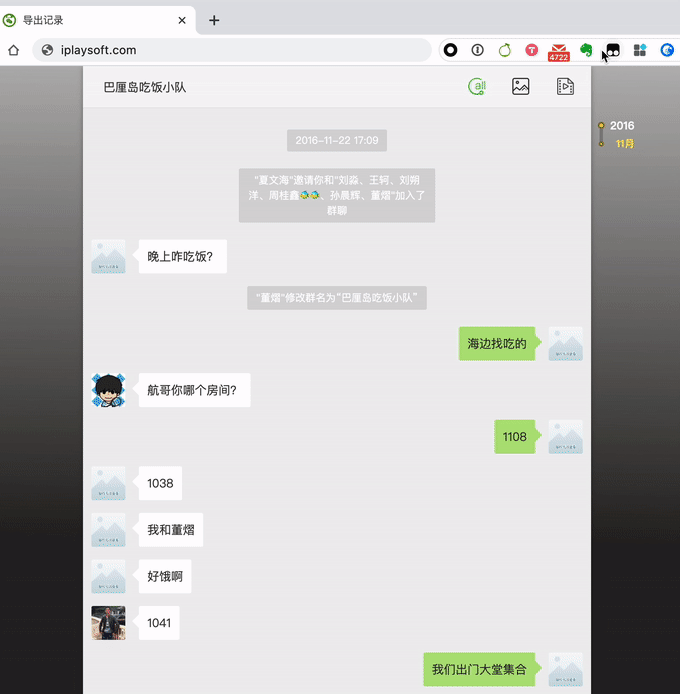 导出记录
iplaysoft.com
4722
巴厘岛吃饭小队
all
2016
11月
2016-11-22 17:09
"夏文海"邀请你和"刘淼、王轲、刘朔
洋、周桂鑫、孙晨辉、董熠"加入了
群聊
晚上咋吃饭?
"董熠"修改群名为"巴厘岛吃饭小队"
海边找吃的
航哥你哪个房间?
1108
1038
我和董熠
好饿啊
1041
我们出门大堂集合